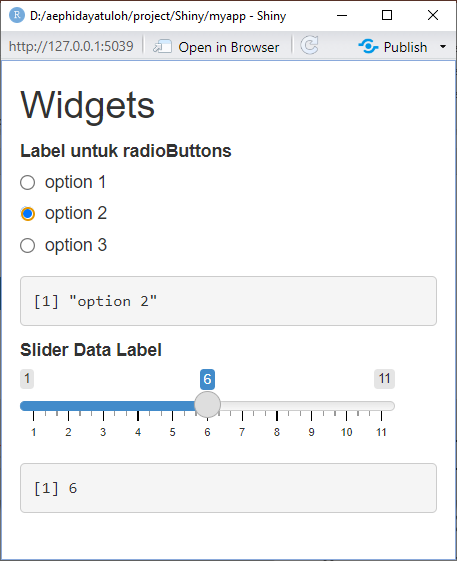 R D:/aephidayatuloh/project/Shiny/myapp - Shiny
http://127.0.0.1:5039 Open in Browser Publish
Widgets
Label untuk radioButtons
option 1
option 2
option 3
[1] "option 2"
Slider Data Label
1 6 11
1 2 3 4 5 6 7 8 9 10 11
[1] 6